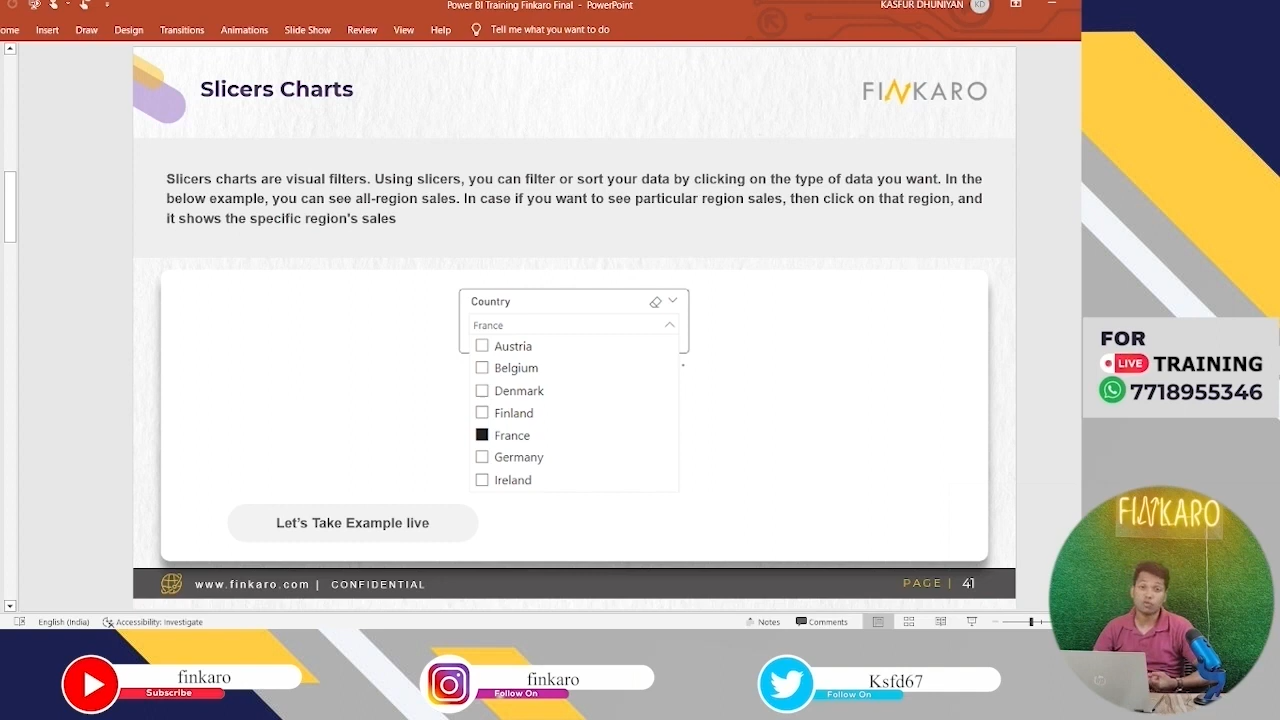 Power BI Training Finkaro Final - PowerPoint
KASFUR DHUNIYAN
KD
ome Insert Draw Design Transitions Animations Slide Show Review View Help Tell me what you want to do
Slicers Charts
FINKARO
Slicers charts are visual filters. Using slicers, you can filter or sort your data by clicking on the type of data you want. In the
below example, you can see all-region sales. In case if you want to see particular region sales, then click on that region, and
it shows the specific region's sales
Country
France
Austria
Belgium
Denmark
Finland
France
Germany
Ireland
Let's Take Example live
www.finkaro.com | CONFIDENTIAL
PAGE | 41
English (India) Accessibility: Investigate
Notes Comments
FOR
LIVE TRAINING
7718955346
FINKARO
finkaro
Subscribe
finkaro
Follow On
Ksfd67
Follow On